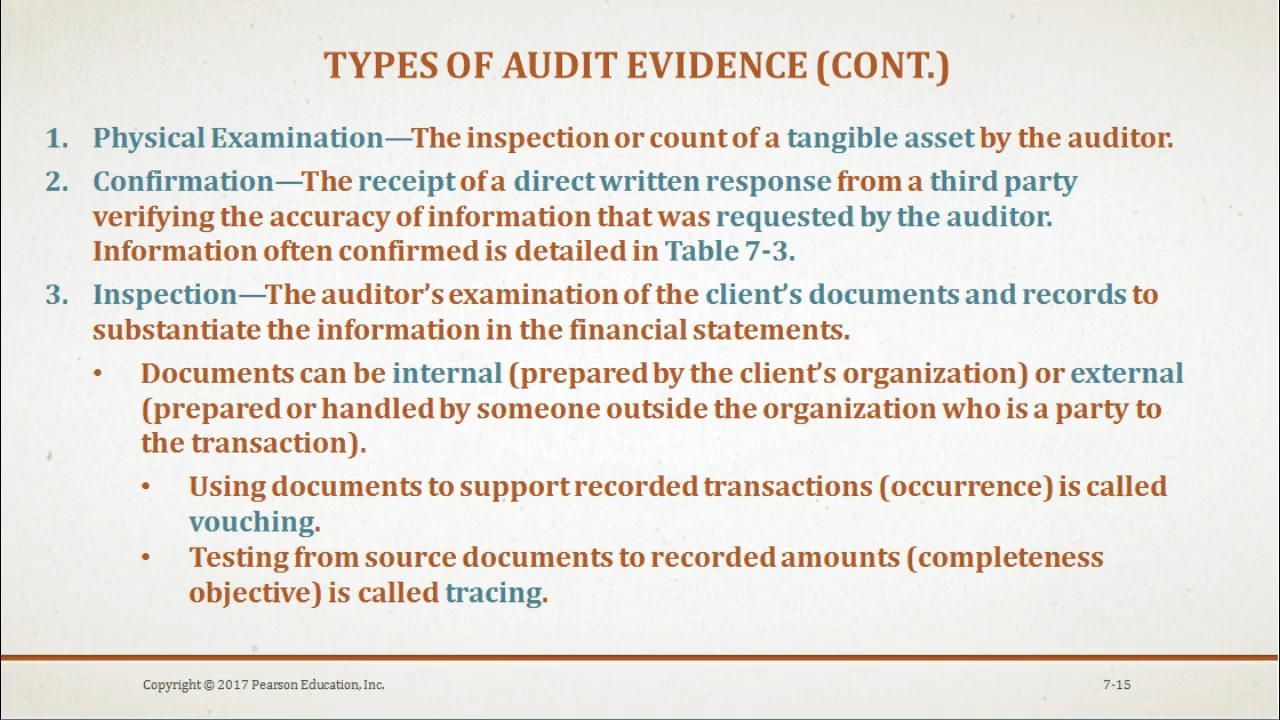 TYPES OF AUDIT EVIDENCE (CONT.)
1. Physical Examination—The inspection or count of a tangible asset by the auditor.
2. Confirmation—The receipt of a direct written response from a third party
verifying the accuracy of information that was requested by the auditor.
Information often confirmed is detailed in Table 7-3.
3. Inspection—The auditor's examination of the client's documents and records to
substantiate the information in the financial statements.
• Documents can be internal (prepared by the client's organization) or external
(prepared or handled by someone outside the organization who is a party to
the transaction).
• Using documents to support recorded transactions (occurrence) is called
vouching.
• Testing from source documents to recorded amounts (completeness
objective) is called tracing.
Copyright © 2017 Pearson Education, Inc.
7-15